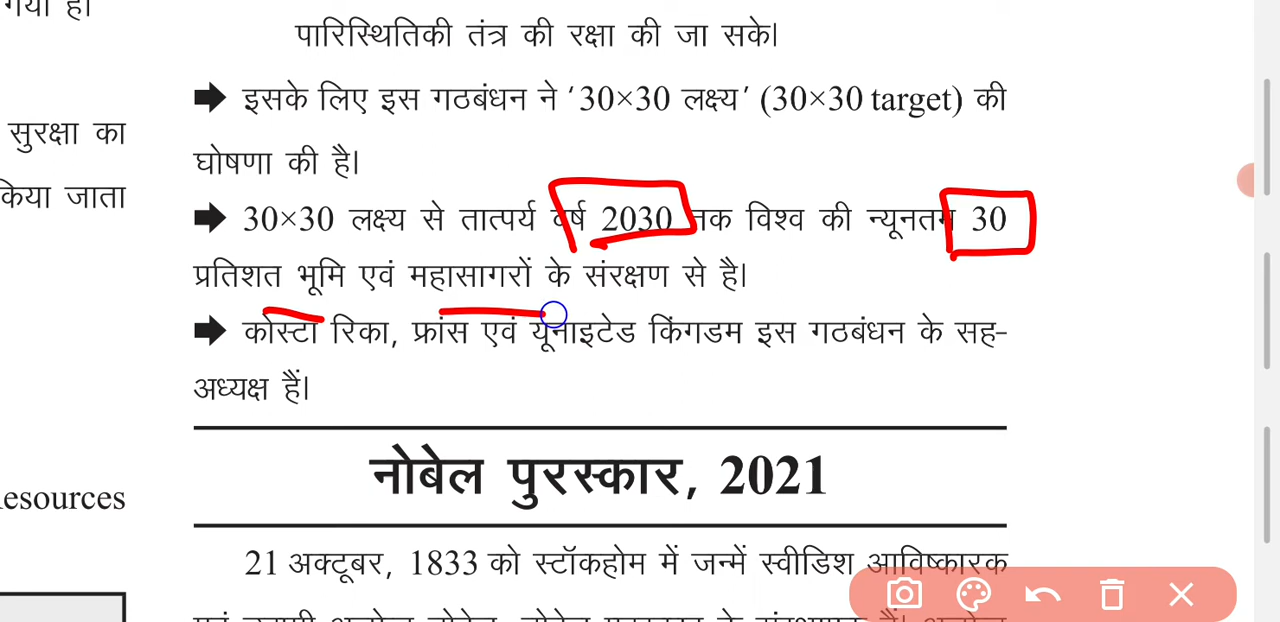 पारिस्थितिकी तंत्र की रक्षा की जा सके।
➡ इसके लिए इस गठबंधन ने ‘30×30 लक्ष्य’ (30×30 target) की
घोषणा की है।
➡ 30×30 लक्ष्य से तात्पर्य वर्ष 2030 तक विश्व की न्यूनतम 30
प्रतिशत भूमि एवं महासागरों के संरक्षण से है।
➡ कोस्टा रिका, फ्रांस एवं यूनाइटेड किंगडम इस गठबंधन के सह-
अध्यक्ष हैं।
नोबेल पुरस्कार, 2021
21 अक्टूबर, 1833 को स्टॉकहोम में जन्में स्वीडिश आविष्कारक
सुरक्षा का
किया जाता